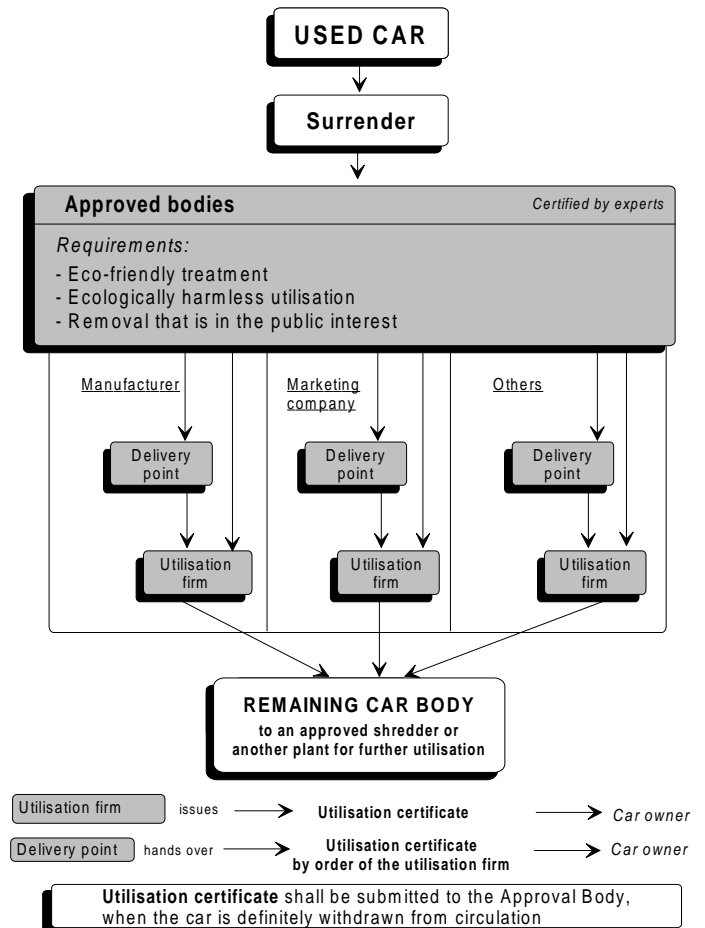 USED CAR
Surrender
Approved bodies Certified by experts
Requirements:
- Eco-friendly treatment
- Ecologically harmless utilisation
- Removal that is in the public interest
Manufacturer
Marketing
company
Others
Delivery
point
Delivery
point
Delivery
point
Utilisation
firm
Utilisation
firm
Utilisation
firm
REMAINING CAR BODY
to an approved shredder or
another plant for further utilisation
Utilisation firm issues Utilisation certificate Car owner
Delivery point hands over Utilisation certificate
by order of the utilisation firm Car owner
Utilisation certificate shall be submitted to the Approval Body,
when the car is definitely withdrawn from circulation